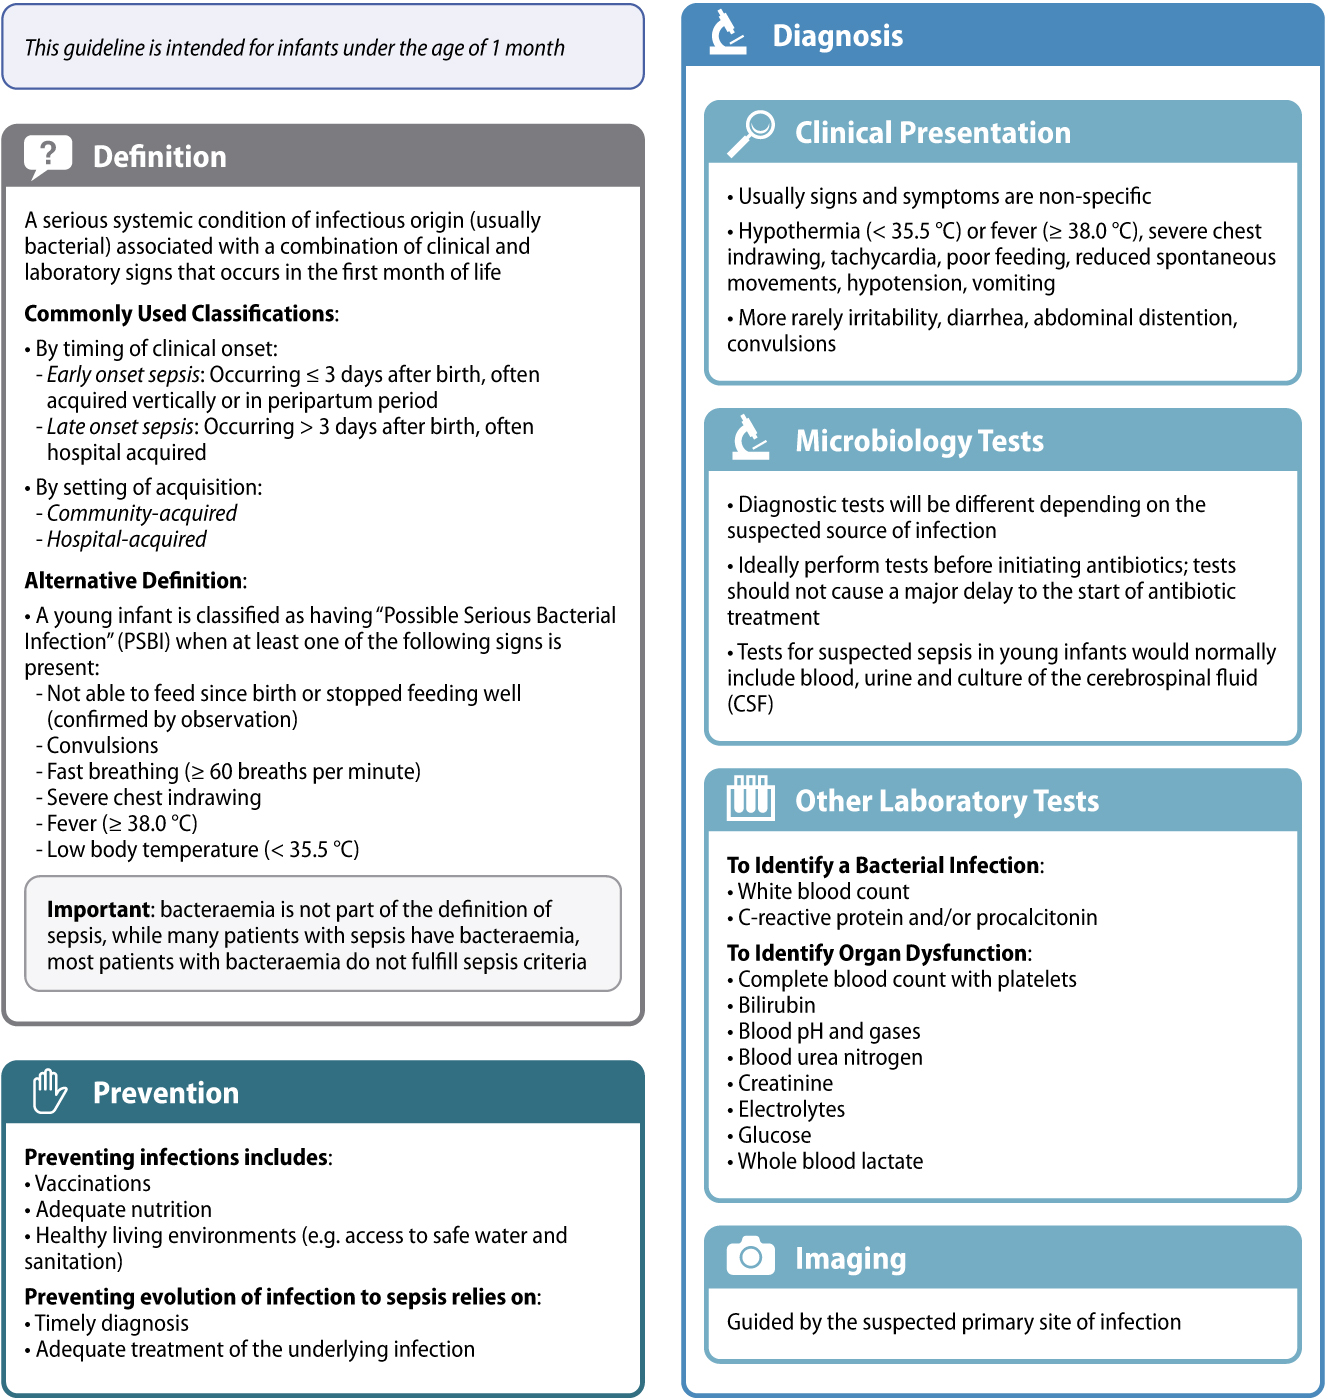 This guideline is intended for infants under the age of 1 month
Definition
A serious systemic condition of infectious origin (usually
bacterial) associated with a combination of clinical and
laboratory signs that occurs in the first month of life
Commonly Used Classifications:
• By timing of clinical onset:
- Early onset sepsis: Occurring ≤ 3 days after birth, often
acquired vertically or in peripartum period
- Late onset sepsis: Occurring > 3 days after birth, often
hospital acquired
• By setting of acquisition:
- Community-acquired
- Hospital-acquired
Alternative Definition:
• A young infant is classified as having “Possible Serious Bacterial
Infection” (PSBI) when at least one of the following signs is
present:
- Not able to feed since birth or stopped feeding well
(confirmed by observation)
- Convulsions
- Fast breathing (≥ 60 breaths per minute)
- Severe chest indrawing
- Fever (≥ 38.0 °C)
- Low body temperature (< 35.5 °C)
Important: bacteraemia is not part of the definition of
sepsis, while many patients with sepsis have bacteraemia,
most patients with bacteraemia do not fulfill sepsis criteria
Prevention
Preventing infections includes:
• Vaccinations
• Adequate nutrition
• Healthy living environments (e.g. access to safe water and
sanitation)
Preventing evolution of infection to sepsis relies on:
• Timely diagnosis
• Adequate treatment of the underlying infection
Diagnosis
Clinical Presentation
• Usually signs and symptoms are non-specific
• Hypothermia (< 35.5 °C) or fever (≥ 38.0 °C), severe chest
indrawing, tachycardia, poor feeding, reduced spontaneous
movements, hypotension, vomiting
• More rarely irritability, diarrhea, abdominal distention,
convulsions
Microbiology Tests
• Diagnostic tests will be different depending on the
suspected source of infection
• Ideally perform tests before initiating antibiotics; tests
should not cause a major delay to the start of antibiotic
treatment
• Tests for suspected sepsis in young infants would normally
include blood, urine and culture of the cerebrospinal fluid
(CSF)
Other Laboratory Tests
To Identify a Bacterial Infection:
• White blood count
• C-reactive protein and/or procalcitonin
To Identify Organ Dysfunction:
• Complete blood count with platelets
• Bilirubin
• Blood pH and gases
• Blood urea nitrogen
• Creatinine
• Electrolytes
• Glucose
• Whole blood lactate
Imaging
Guided by the suspected primary site of infection